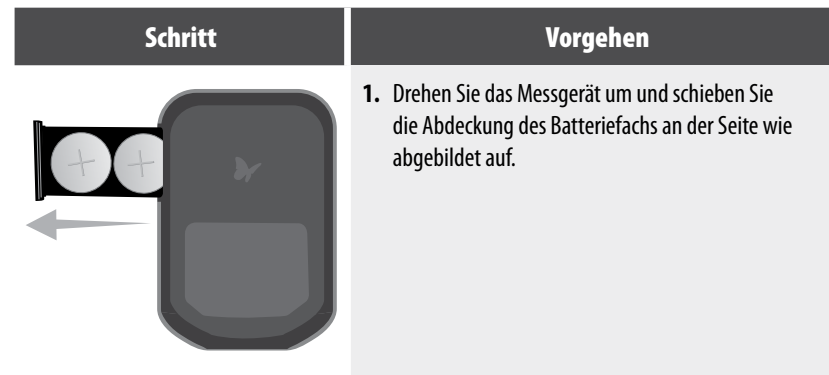 Schritt
Vorgehen
1. Drehen Sie das Messgerät um und schieben Sie
die Abdeckung des Batteriefachs an der Seite wie
abgebildet auf.